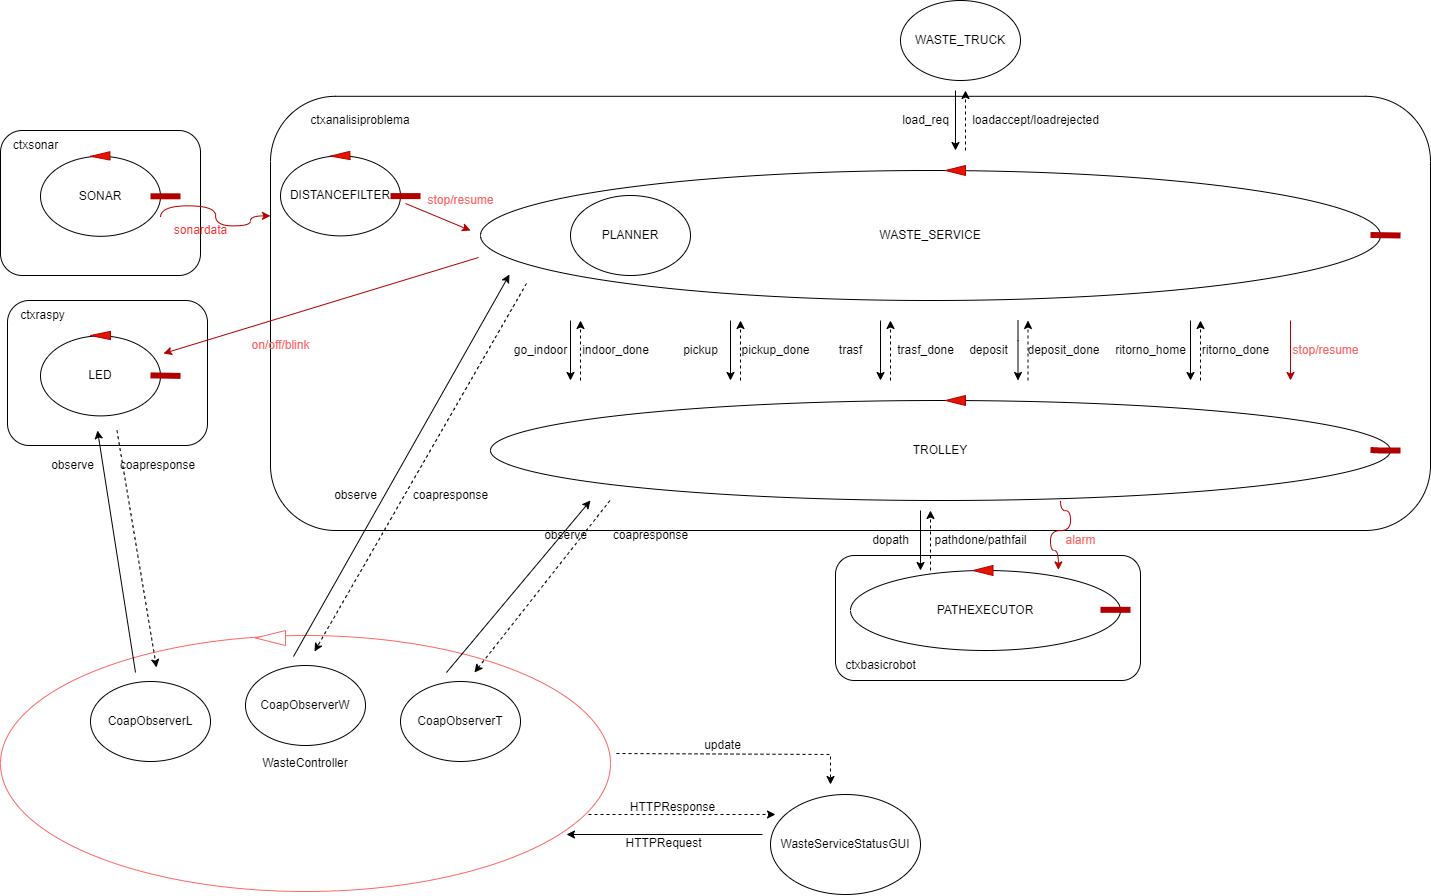 WASTE_TRUCK
ctxanalisiproblema
load_req
loadaccept/loadrejected
ctxsonar
SONAR
sonardata
DISTANCEFILTER
stop/resume
PLANNER
WASTE_SERVICE
ctxraspy
LED
on/off/blink
go_indoor
indoor_done
pickup
pickup_done
trasf
trasf_done
deposit
deposit_done
ritorno_home
ritorno_done
stop/resume
TROLLEY
observe
coapresponse
observe
coapresponse
observe
coapresponse
dopath
pathdone/pathfail
alarm
PATHEXECUTOR
ctxbasicrobot
CoapObserverL
CoapObserverW
CoapObserverT
WasteController
update
HTTPResponse
HTTPRequest
WasteServiceStatusGUI